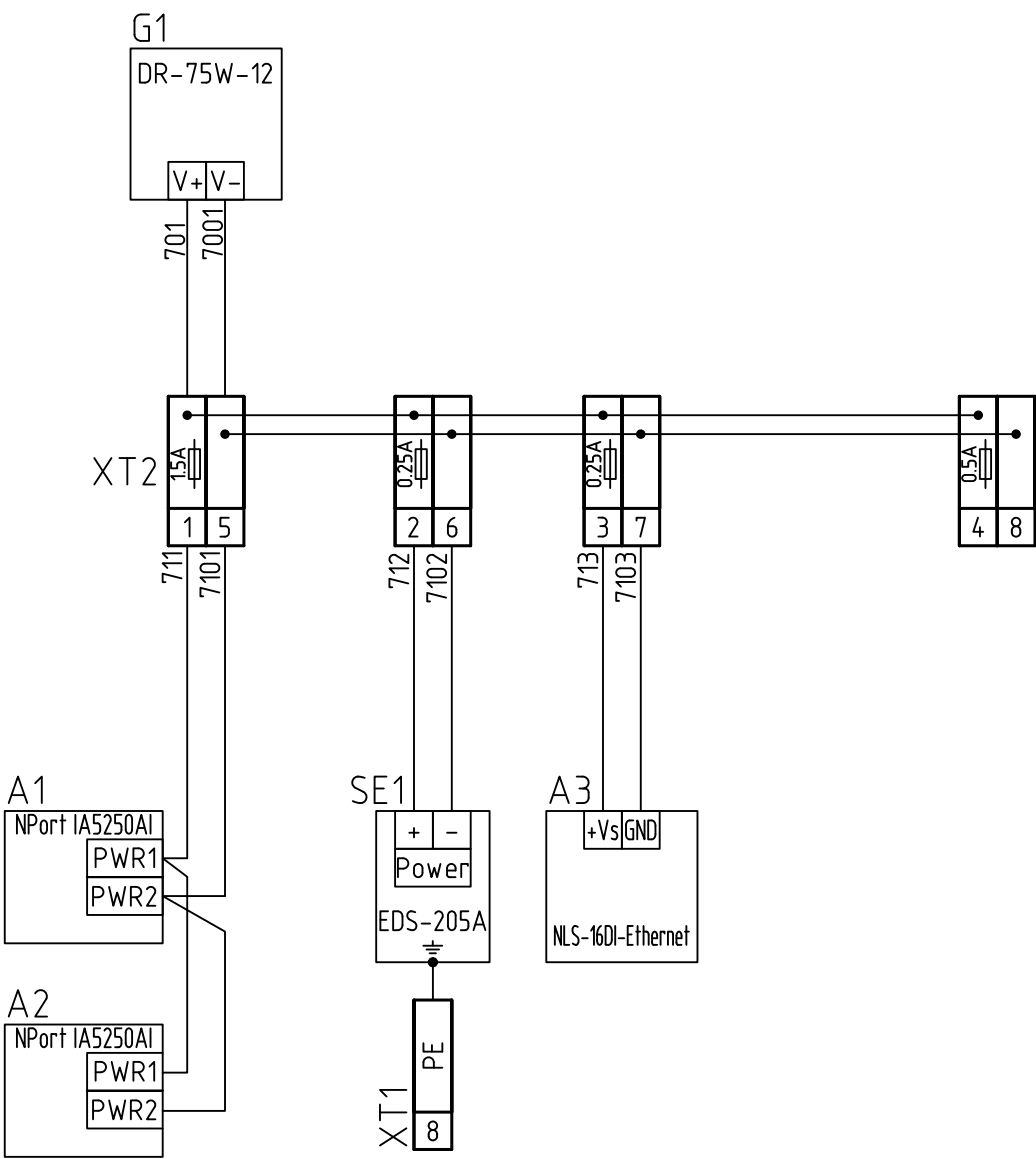 G1
DR-75W-12
V+ V-
701 7001
XT2
1.5A 0.25A 0.25A 0.5A
1 5 2 6 3 7 4 8
711 7101 712 7102 713 7103
A1
NPort IA5250AI
PWR1
PWR2
SE1
+ -
Power
EDS-205A
A3
+Vs GND
NLS-16DI-Ethernet
A2
NPort IA5250AI
PWR1
PWR2
XT1
PE
8